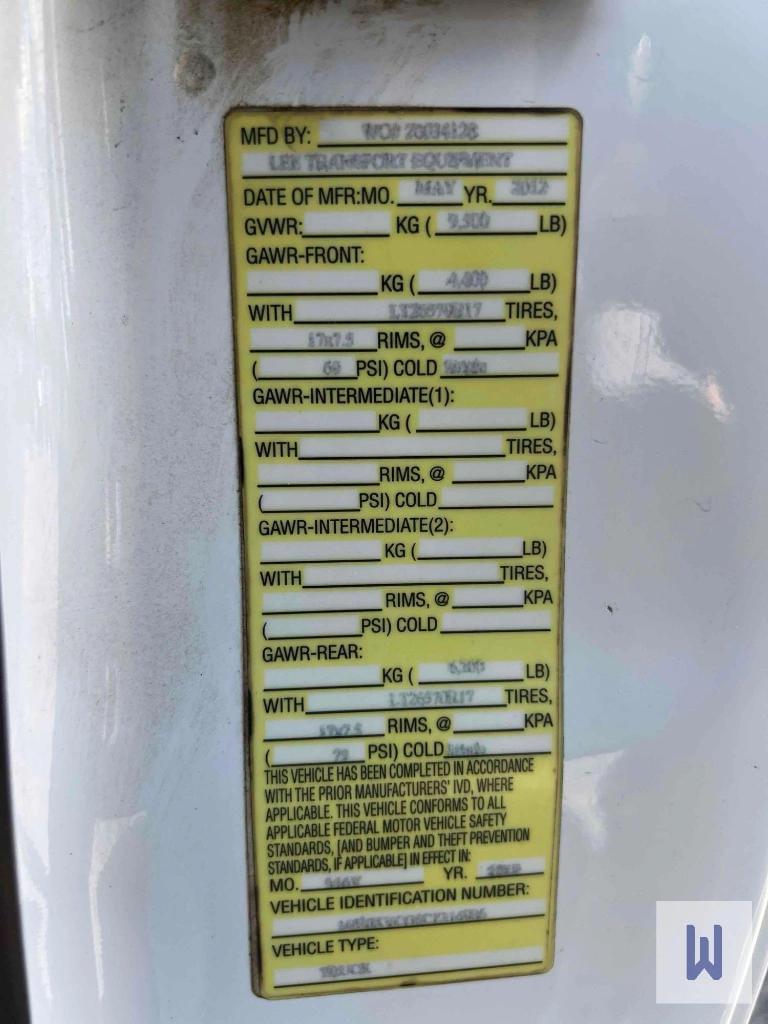 MFD BY: WO#
LEE TRANSPORT EQUIPMENT
DATE OF MFR:MO. MAY YR. 2012
GVWR: KG ( LB)
GAWR-FRONT:
KG ( LB)
WITH TIRES,
17x7.5 RIMS, @ KPA
( PSI) COLD
GAWR-INTERMEDIATE(1):
KG ( LB)
WITH TIRES,
RIMS, @ KPA
( PSI) COLD
GAWR-INTERMEDIATE(2):
KG ( LB)
WITH TIRES,
RIMS, @ KPA
( PSI) COLD
GAWR-REAR:
KG ( LB)
WITH TIRES,
17x7.5 RIMS, @ KPA
( PSI) COLD
THIS VEHICLE HAS BEEN COMPLETED IN ACCORDANCE
WITH THE PRIOR MANUFACTURERS' IVD, WHERE
APPLICABLE. THIS VEHICLE CONFORMS TO ALL
APPLICABLE FEDERAL MOTOR VEHICLE SAFETY
STANDARDS, [AND BUMPER AND THEFT PREVENTION
STANDARDS, IF APPLICABLE] IN EFFECT IN:
MO. MAY YR.
VEHICLE IDENTIFICATION NUMBER:
VEHICLE TYPE:
TRUCK
W